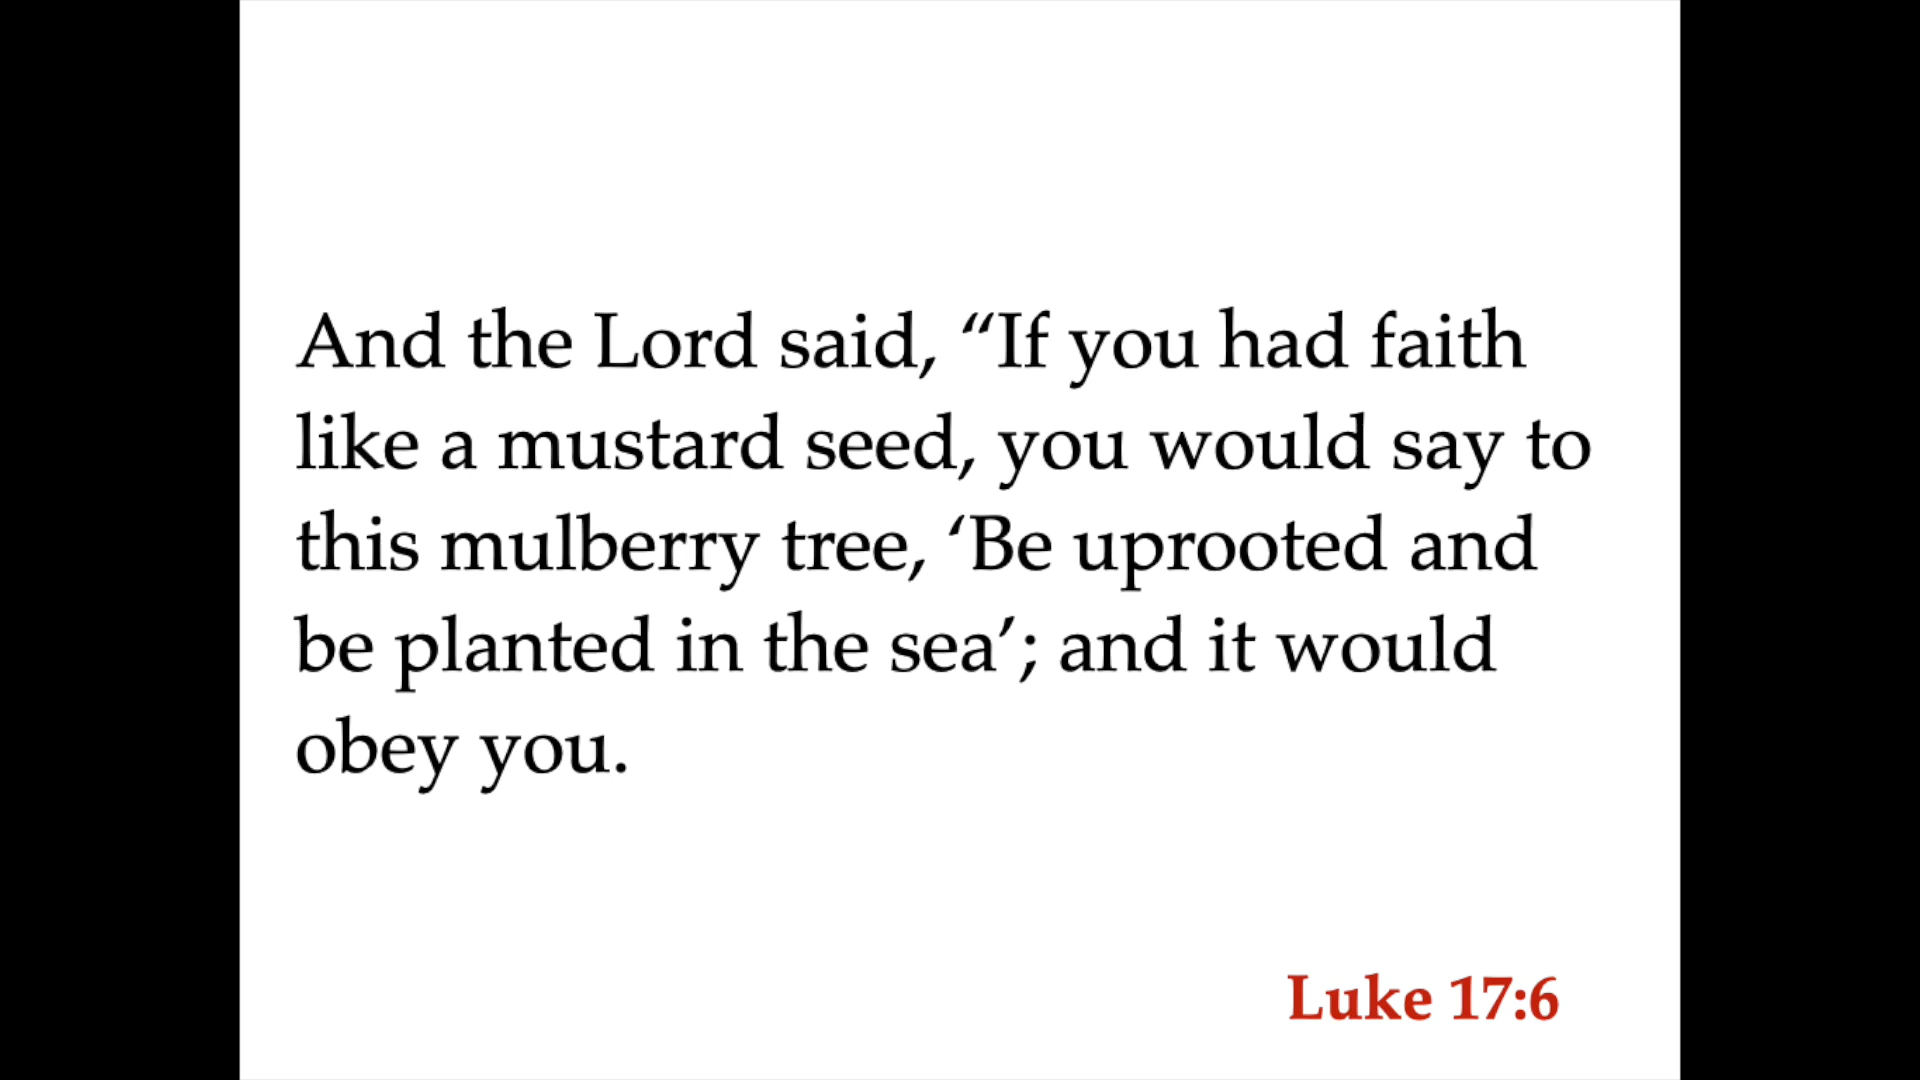 And the Lord said, “If you had faith
like a mustard seed, you would say to
this mulberry tree, ‘Be uprooted and
be planted in the sea’; and it would
obey you.
Luke 17:6